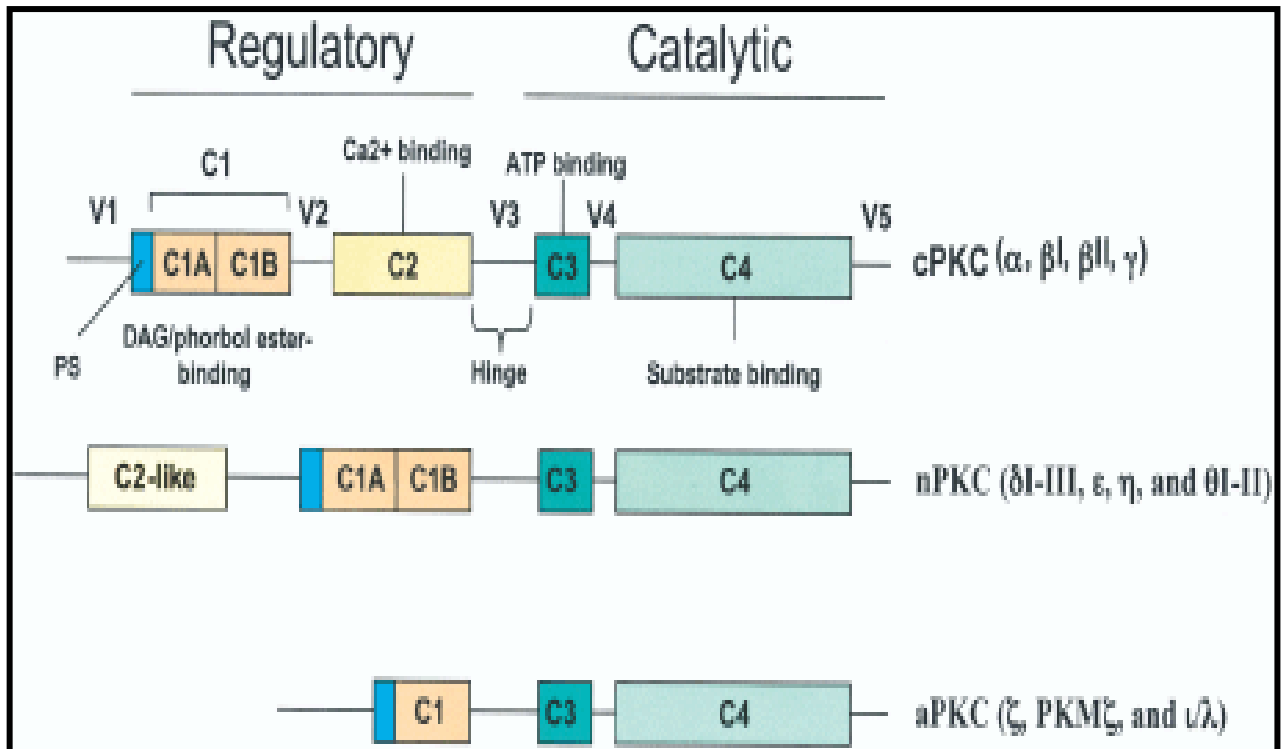 Regulatory Catalytic
Ca2+ binding
C1 ATP binding
V1 V2 V3 V4 V5
C1A C1B C2 C3 C4 cPKC (α, βI, βII, γ)
PS DAG/phorbol ester-
binding Hinge Substrate binding
C2-like C1A C1B C3 C4 nPKC (δI-III, ε, η, and θI-II)
C1 C3 C4 aPKC (ζ, PKMζ, and ι/λ)